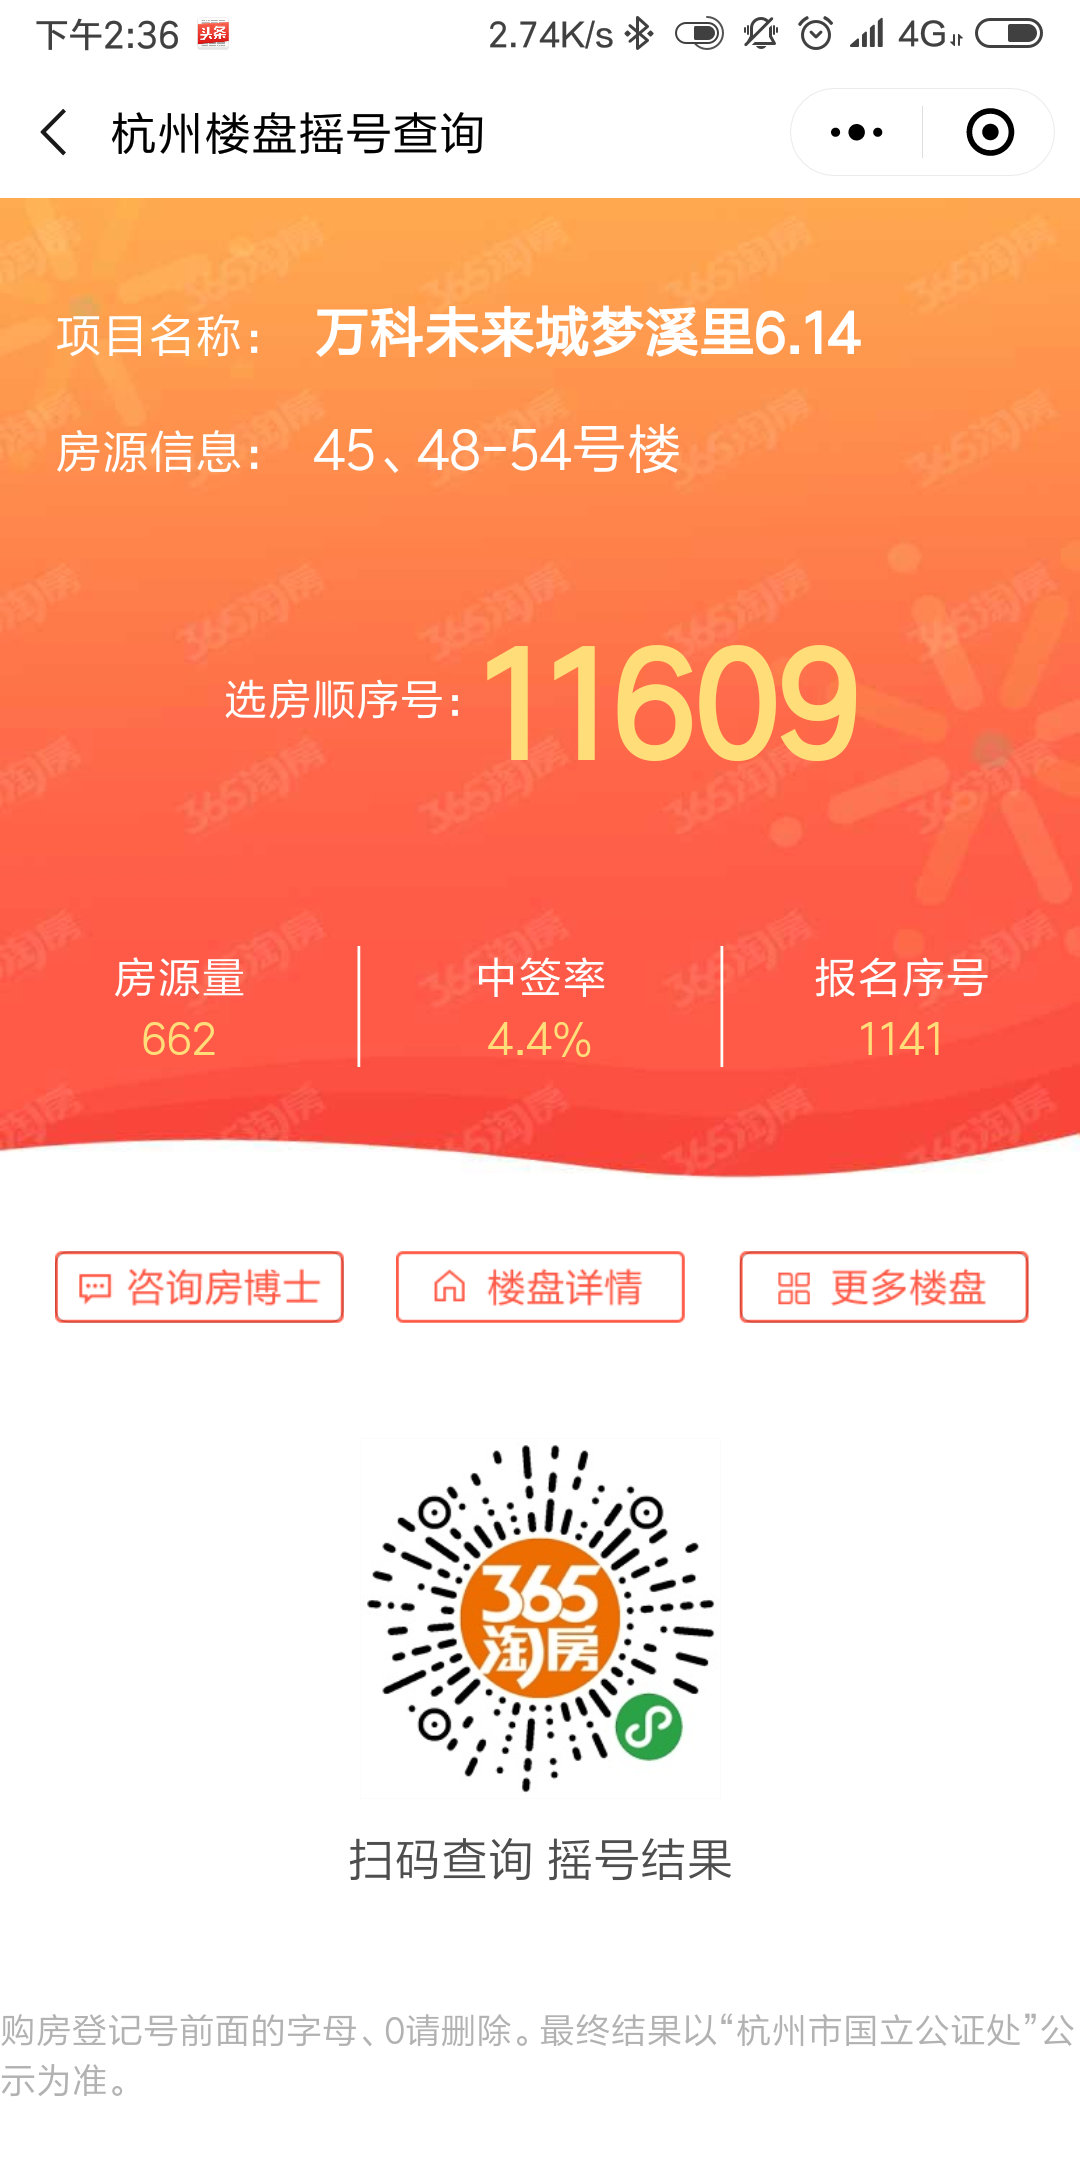 下午2:36 头条 2.74K/s 4G
杭州楼盘摇号查询
项目名称： 万科未来城梦溪里6.14
房源信息： 45、48-54号楼
选房顺序号：11609
房源量 中签率 报名序号
662 4.4% 1141
咨询房博士 楼盘详情 更多楼盘
365
淘房
扫码查询 摇号结果
购房登记号前面的字母、0请删除。最终结果以“杭州市国立公证处”公
示为准。